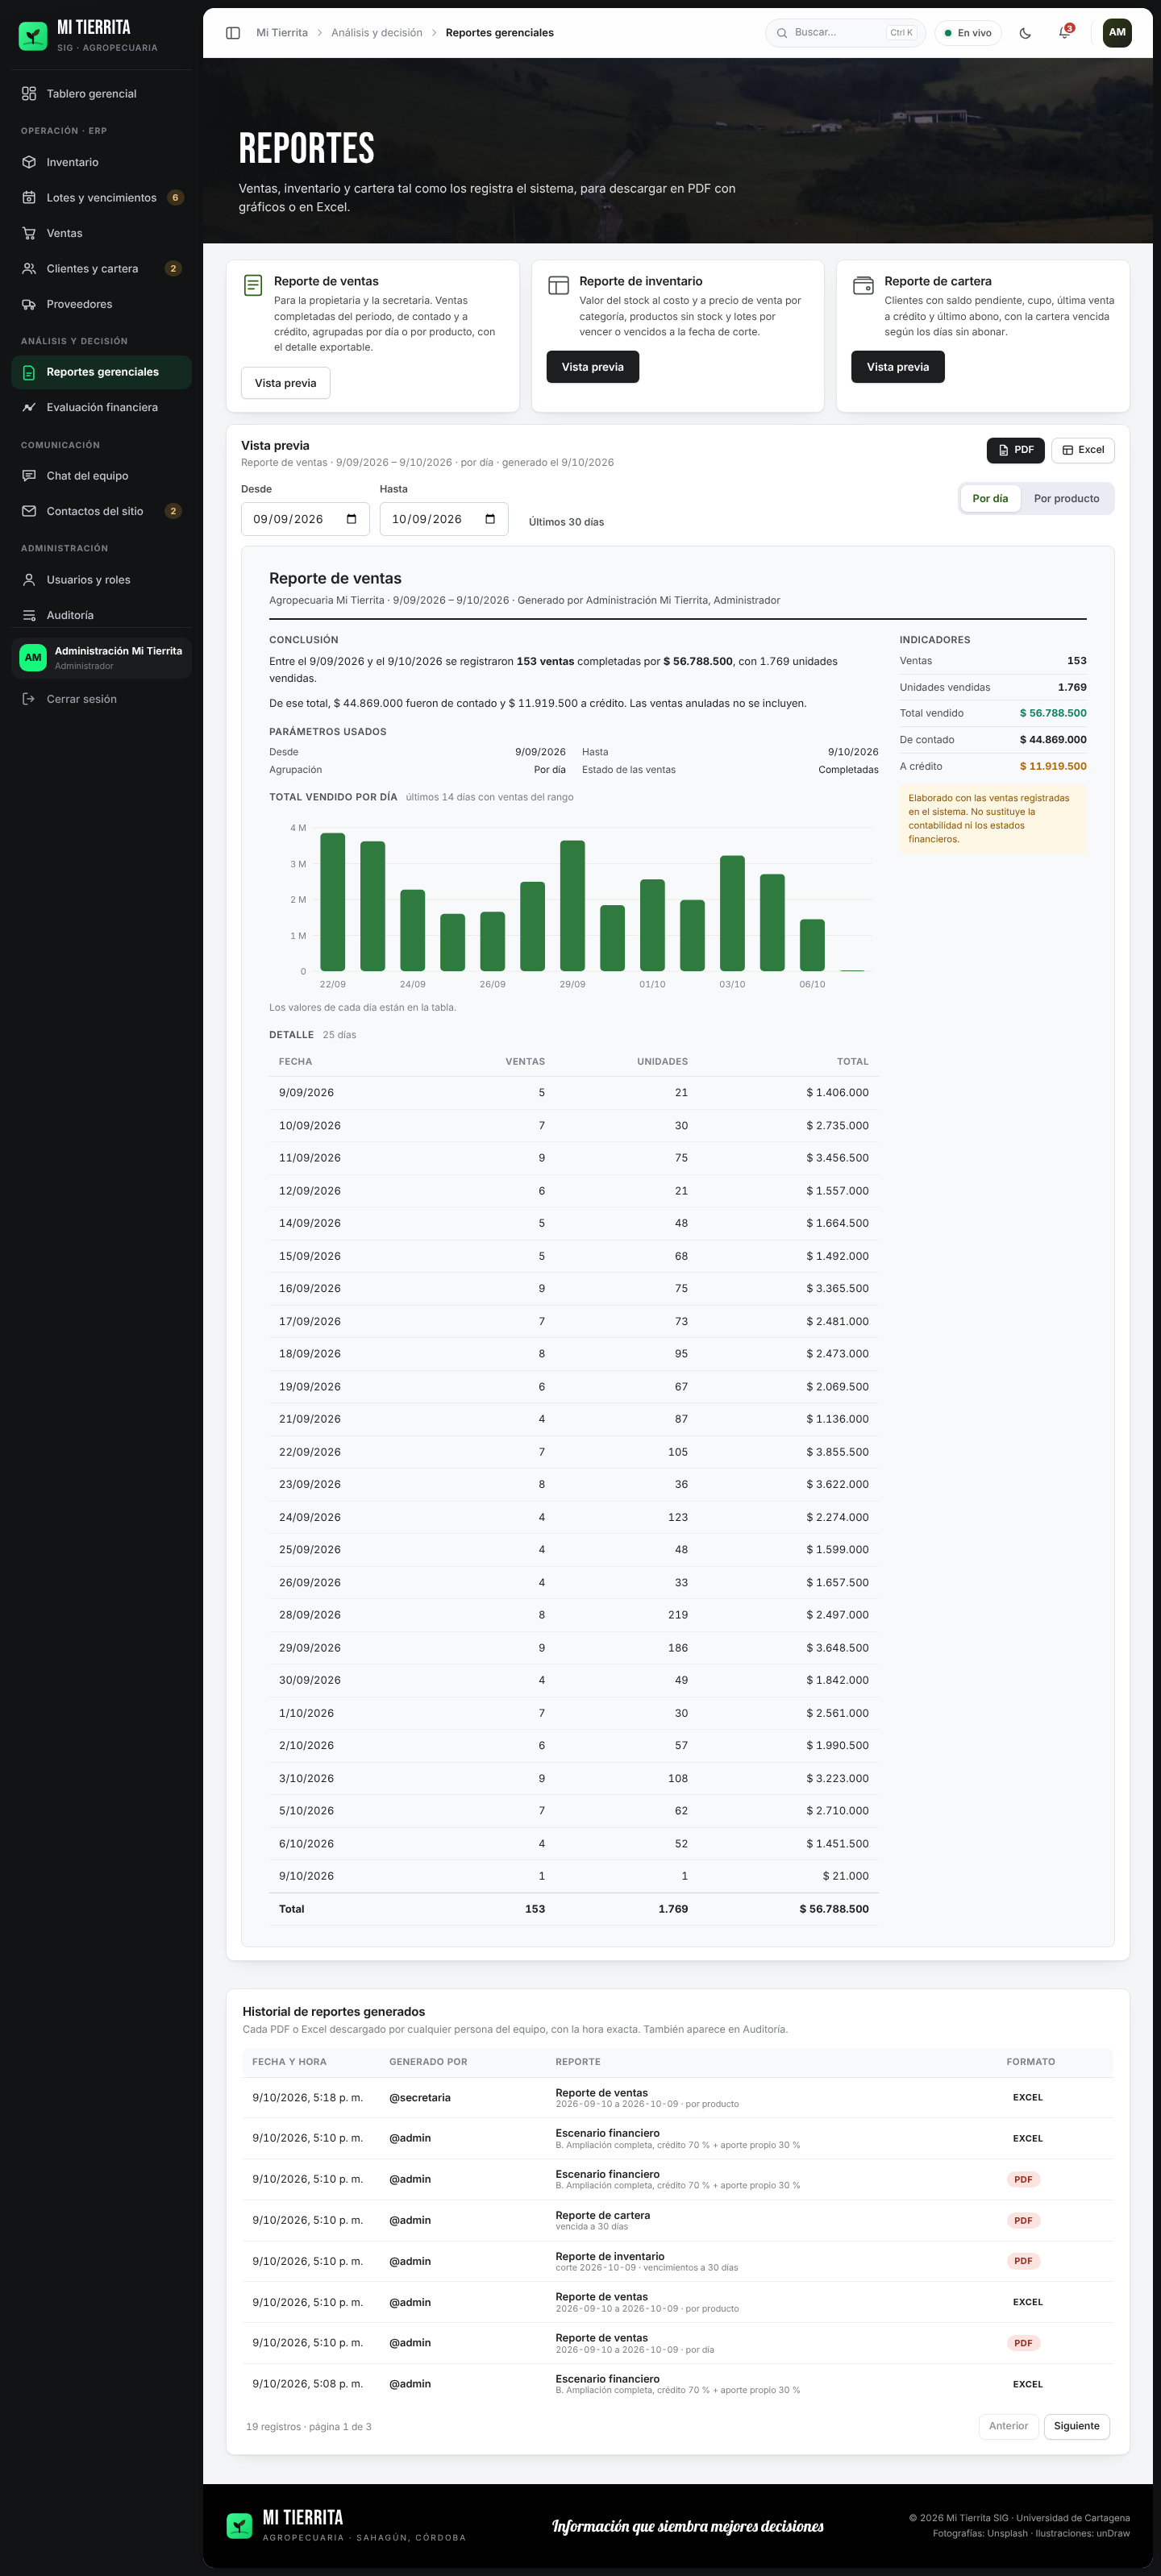 MI TIERRITA
SIG · AGROPECUARIA
Tablero gerencial
OPERACIÓN · ERP
Inventario
Lotes y vencimientos 6
Ventas
Clientes y cartera 2
Proveedores
ANÁLISIS Y DECISIÓN
Reportes gerenciales
Evaluación financiera
COMUNICACIÓN
Chat del equipo
Contactos del sitio 2
ADMINISTRACIÓN
Usuarios y roles
Auditoría
AM Administración Mi Tierrita
Administrador
Cerrar sesión
Mi Tierrita Análisis y decisión Reportes gerenciales
Buscar... Ctrl K
En vivo
3
AM
REPORTES
Ventas, inventario y cartera tal como los registra el sistema, para descargar en PDF con
gráficos o en Excel.
Reporte de ventas
Para la propietaria y la secretaria. Ventas
completadas del periodo, de contado y a
crédito, agrupadas por día o por producto, con
el detalle exportable.
Vista previa
Reporte de inventario
Valor del stock al costo y a precio de venta por
categoría, productos sin stock y lotes por
vencer o vencidos a la fecha de corte.
Vista previa
Reporte de cartera
Clientes con saldo pendiente, cupo, última venta
a crédito y último abono, con la cartera vencida
según los días sin abonar.
Vista previa
Vista previa
Reporte de ventas · 9/09/2026 – 9/10/2026 · por día · generado el 9/10/2026
PDF
Excel
Desde
09/09/2026
Hasta
10/09/2026
Últimos 30 días
Por día Por producto
Reporte de ventas
Agropecuaria Mi Tierrita · 9/09/2026 – 9/10/2026 · Generado por Administración Mi Tierrita, Administrador
CONCLUSIÓN
Entre el 9/09/2026 y el 9/10/2026 se registraron 153 ventas completadas por $ 56.788.500, con 1.769 unidades
vendidas.
De ese total, $ 44.869.000 fueron de contado y $ 11.919.500 a crédito. Las ventas anuladas no se incluyen.
PARÁMETROS USADOS
Desde 9/09/2026 Hasta 9/10/2026
Agrupación Por día Estado de las ventas Completadas
INDICADORES
Ventas 153
Unidades vendidas 1.769
Total vendido $ 56.788.500
De contado $ 44.869.000
A crédito $ 11.919.500
Elaborado con las ventas registradas
en el sistema. No sustituye la
contabilidad ni los estados
financieros.
TOTAL VENDIDO POR DÍA últimos 14 días con ventas del rango
4 M
3 M
2 M
1 M
0
22/09 24/09 26/09 29/09 01/10 03/10 06/10
Los valores de cada día están en la tabla.
DETALLE 25 días
FECHA VENTAS UNIDADES TOTAL
9/09/2026 5 21 $ 1.406.000
10/09/2026 7 30 $ 2.735.000
11/09/2026 9 75 $ 3.456.500
12/09/2026 6 21 $ 1.557.000
14/09/2026 5 48 $ 1.664.500
15/09/2026 5 68 $ 1.492.000
16/09/2026 9 75 $ 3.365.500
17/09/2026 7 73 $ 2.481.000
18/09/2026 8 95 $ 2.473.000
19/09/2026 6 67 $ 2.069.500
21/09/2026 4 87 $ 1.136.000
22/09/2026 7 105 $ 3.855.500
23/09/2026 8 36 $ 3.622.000
24/09/2026 4 123 $ 2.274.000
25/09/2026 4 48 $ 1.599.000
26/09/2026 4 33 $ 1.657.500
28/09/2026 8 219 $ 2.497.000
29/09/2026 9 186 $ 3.648.500
30/09/2026 4 49 $ 1.842.000
1/10/2026 7 30 $ 2.561.000
2/10/2026 6 57 $ 1.990.500
3/10/2026 9 108 $ 3.223.000
5/10/2026 7 62 $ 2.710.000
6/10/2026 4 52 $ 1.451.500
9/10/2026 1 1 $ 21.000
Total 153 1.769 $ 56.788.500
Historial de reportes generados
Cada PDF o Excel descargado por cualquier persona del equipo, con la hora exacta. También aparece en Auditoría.
FECHA Y HORA GENERADO POR REPORTE FORMATO
9/10/2026, 5:18 p. m. @secretaria Reporte de ventas EXCEL
2026-09-10 a 2026-10-09 · por producto
9/10/2026, 5:10 p. m. @admin Escenario financiero EXCEL
B. Ampliación completa, crédito 70 % + aporte propio 30 %
9/10/2026, 5:10 p. m. @admin Escenario financiero PDF
B. Ampliación completa, crédito 70 % + aporte propio 30 %
9/10/2026, 5:10 p. m. @admin Reporte de cartera PDF
vencida a 30 días
9/10/2026, 5:10 p. m. @admin Reporte de inventario PDF
corte 2026-10-09 · vencimientos a 30 días
9/10/2026, 5:10 p. m. @admin Reporte de ventas EXCEL
2026-09-10 a 2026-10-09 · por producto
9/10/2026, 5:10 p. m. @admin Reporte de ventas PDF
2026-09-10 a 2026-10-09 · por día
9/10/2026, 5:08 p. m. @admin Escenario financiero EXCEL
B. Ampliación completa, crédito 70 % + aporte propio 30 %
19 registros · página 1 de 3
Anterior Siguiente
MI TIERRITA
AGROPECUARIA · SAHAGÚN, CÓRDOBA
Información que siembra mejores decisiones
© 2026 Mi Tierrita SIG · Universidad de Cartagena
Fotografías: Unsplash · Ilustraciones: unDraw